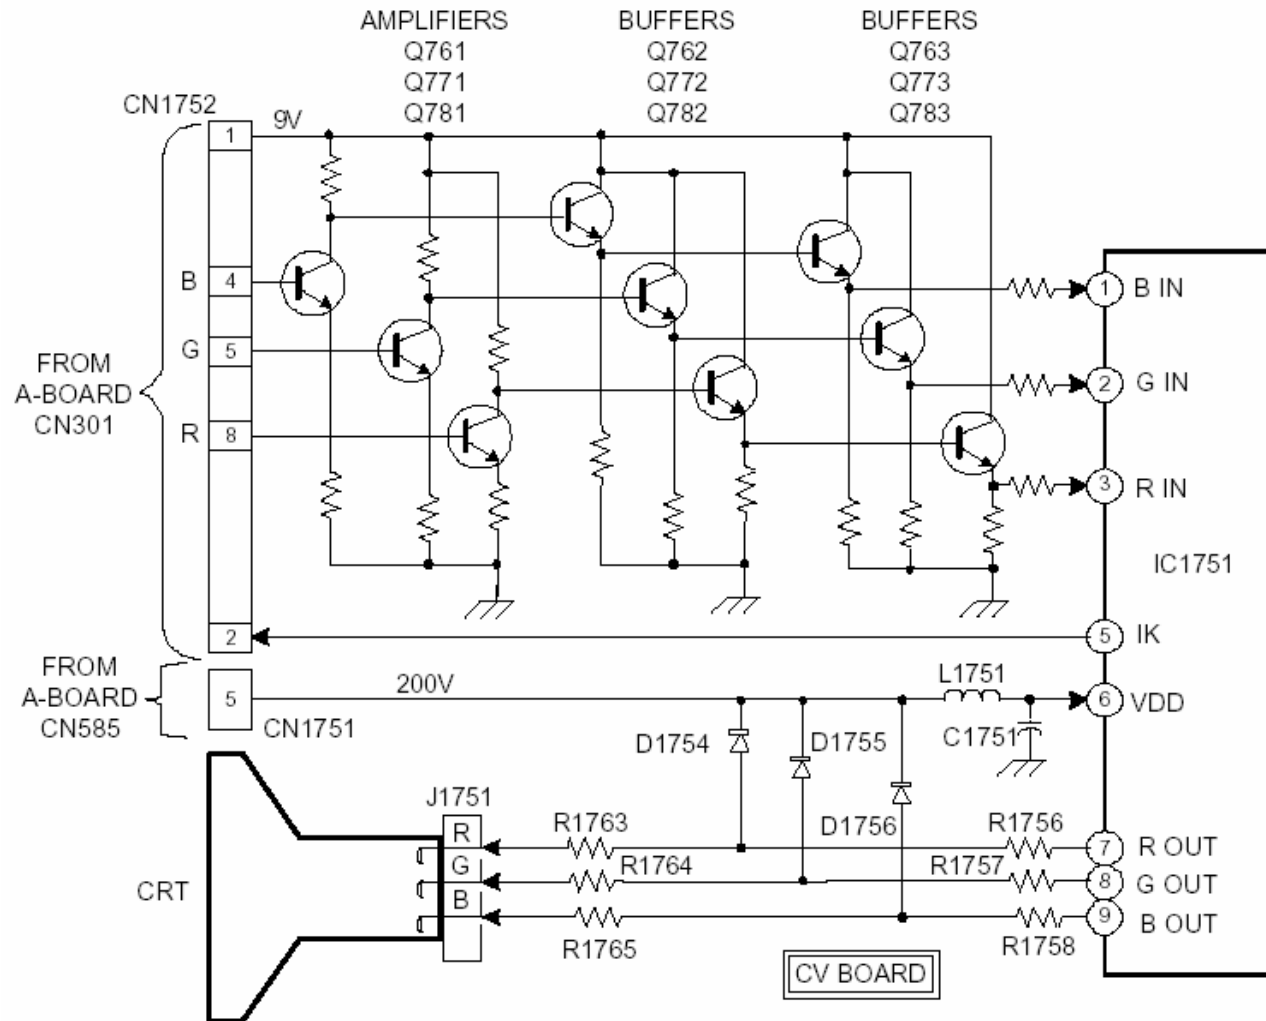 AMPLIFIERS
Q761
Q771
Q781
BUFFERS
Q762
Q772
Q782
BUFFERS
Q763
Q773
Q783
CN1752
1
9V
B
4
G
5
R
8
FROM
A-BOARD
CN301
1
B IN
2
G IN
3
R IN
IC1751
2
5
IK
FROM
A-BOARD
CN585
5
CN1751
200V
L1751
C1751
6
VDD
D1754
D1755
D1756
J1751
R
G
B
CRT
R1763
R1764
R1765
R1756
R1757
R1758
7
R OUT
8
G OUT
9
B OUT
CV BOARD